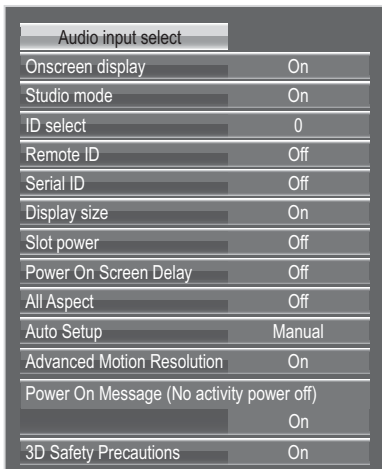 Audio input select
Onscreen display On
Studio mode On
ID select 0
Remote ID Off
Serial ID Off
Display size On
Slot power Off
Power On Screen Delay Off
All Aspect Off
Auto Setup Manual
Advanced Motion Resolution On
Power On Message (No activity power off)
On
3D Safety Precautions On